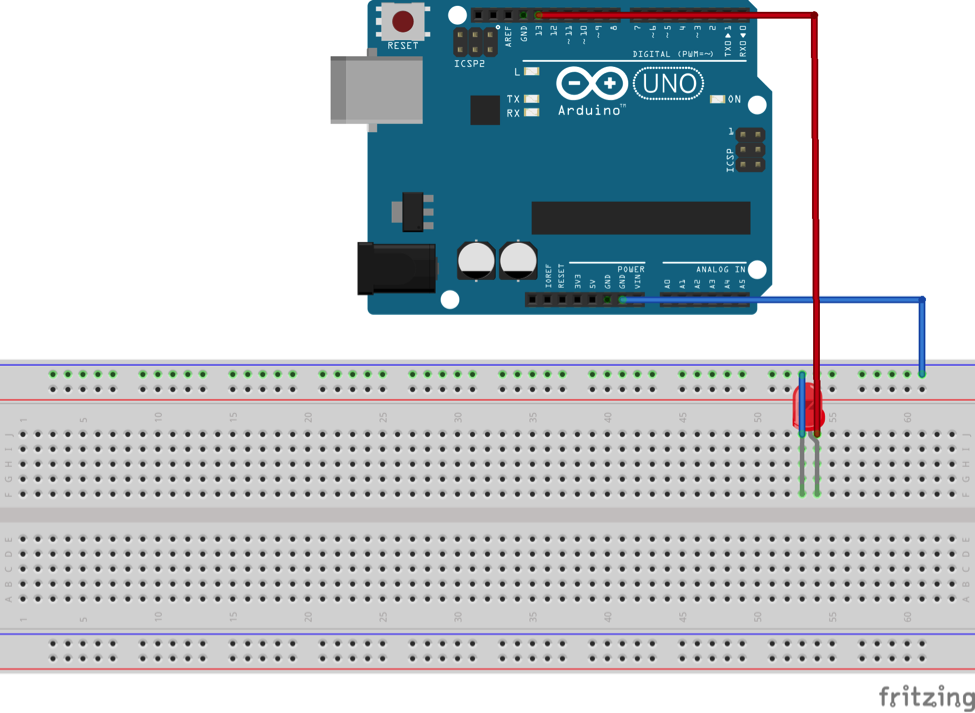 RESET
ICSP2
AREF
GND
13
12
~11
~10
~9
8
7
~6
~5
4
~3
2
TX0▶1
RX0◀0
DIGITAL (PWM=~)
L
TX
RX
Arduino™
UNO
ON
1
ICSP
IOREF
RESET
3V3
5V
GND
GND
VIN
POWER
A0
A1
A2
A3
A4
A5
ANALOG IN
1 5 10 15 20 25 30 35 40 45 50 55 60
J J
I I
H H
G G
F F
E E
D D
C C
B B
A A
1 5 10 15 20 25 30 35 40 45 50 55 60
fritzing